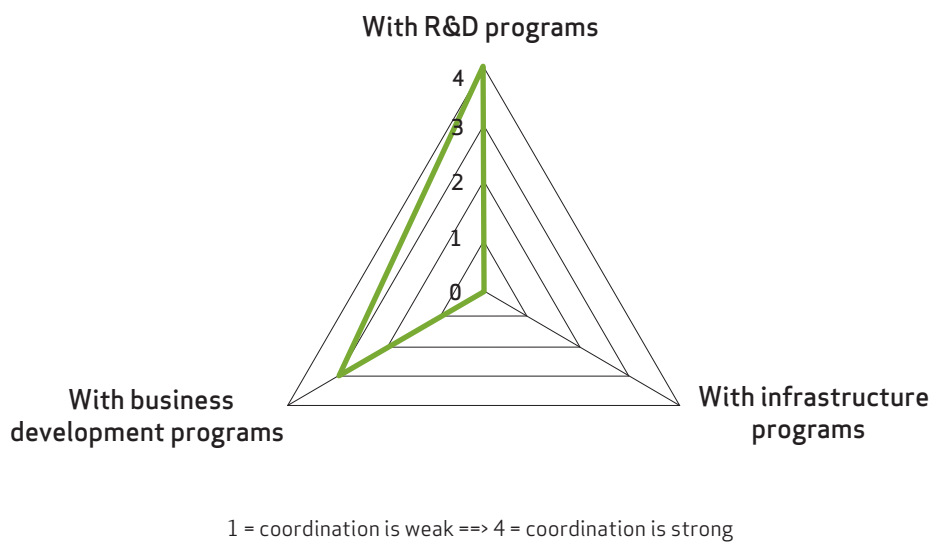 With R&D programs
4
3
2
1
0
With business
development programs
With infrastructure
programs
1 = coordination is weak ==> 4 = coordination is strong